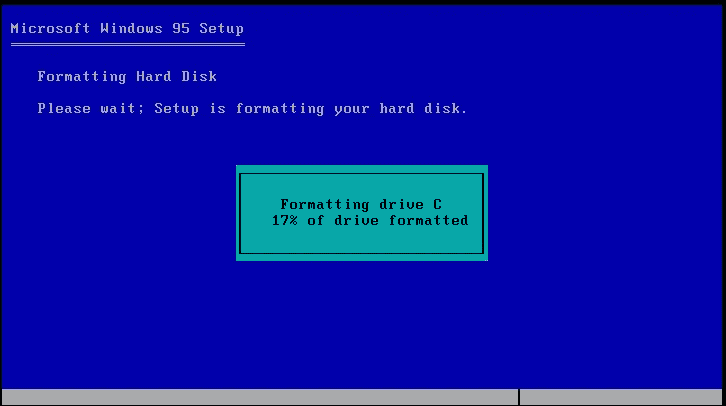 Microsoft Windows 95 Setup
Formatting Hard Disk
Please wait; Setup is formatting your hard disk.
Formatting drive C
17% of drive formatted